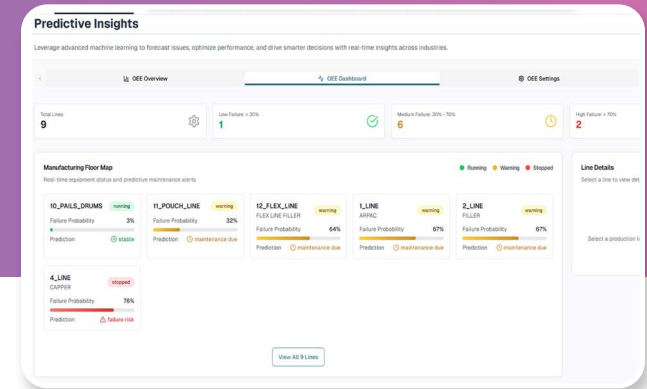 Predictive Insights
Leverage advanced machine learning to forecast issues, optimize performance, and drive smarter decisions with real-time insights across industries.
OEE Overview
OEE Dashboard
OEE Settings
Total Lines
9
Low Failure: < 30%
1
Medium Failure: 30% - 70%
6
High Failure: > 70%
2
Manufacturing Floor Map
Real-time equipment status and predictive maintenance alerts
Running Warning Stopped
10_PAILS_DRUMS running
Failure Probability 3%
Prediction stable
11_POUCH_LINE warning
Failure Probability 32%
Prediction maintenance due
12_FLEX_LINE warning
FLEX LINE FILLER
Failure Probability 64%
Prediction maintenance due
1_LINE warning
ARPAC
Failure Probability 67%
Prediction maintenance due
2_LINE warning
FILLER
Failure Probability 67%
Prediction maintenance due
4_LINE stopped
CAPPER
Failure Probability 76%
Prediction failure risk
View All 9 Lines
Line Details
Select a line to view
Select a production